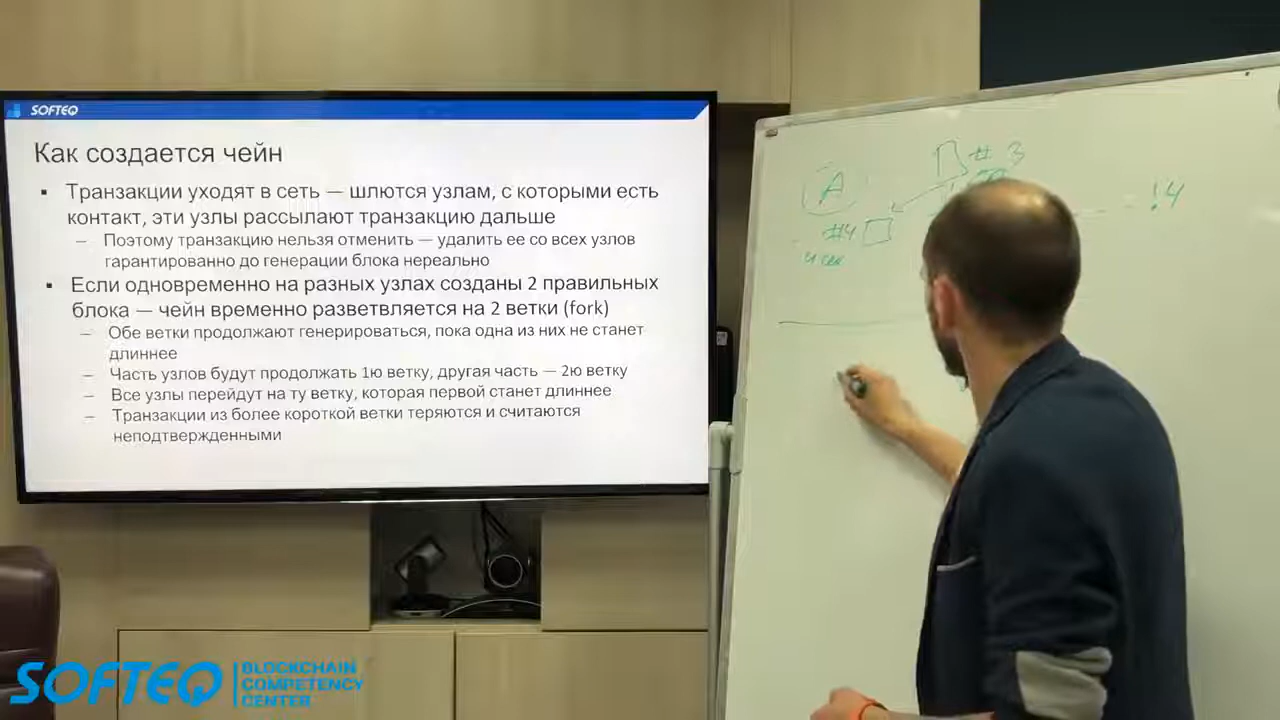 SOFTEQ
Как создается чейн
▪ Транзакции уходят в сеть — шлются узлам, с которыми есть
контакт, эти узлы рассылают транзакцию дальше
– Поэтому транзакцию нельзя отменить — удалить ее со всех узлов
гарантированно до генерации блока нереально
▪ Если одновременно на разных узлах созданы 2 правильных
блока — чейн временно разветвляется на 2 ветки (fork)
– Обе ветки продолжают генерироваться, пока одна из них не станет
длиннее
– Часть узлов будут продолжать 1ю ветку, другая часть — 2ю ветку
– Все узлы перейдут на ту ветку, которая первой станет длиннее
– Транзакции из более короткой ветки теряются и считаются
неподтвержденными
# 3
A
!4
#4
4 сек
SOFTEQ
BLOCKCHAIN
COMPETENCY
CENTER